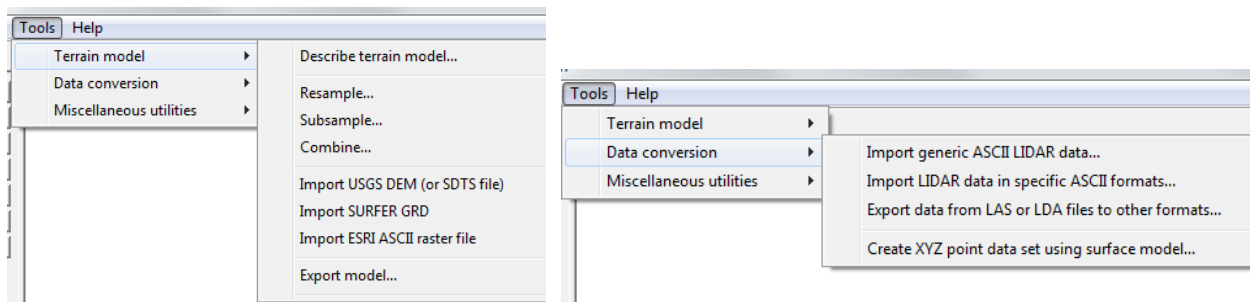 Tools Help
Terrain model
Data conversion
Miscellaneous utilities
Describe terrain model...
Resample...
Subsample...
Combine...
Import USGS DEM (or SDTS file)
Import SURFER GRD
Import ESRI ASCII raster file
Export model...
Tools Help
Terrain model
Data conversion
Miscellaneous utilities
Import generic ASCII LIDAR data...
Import LIDAR data in specific ASCII formats...
Export data from LAS or LDA files to other formats...
Create XYZ point data set using surface model...